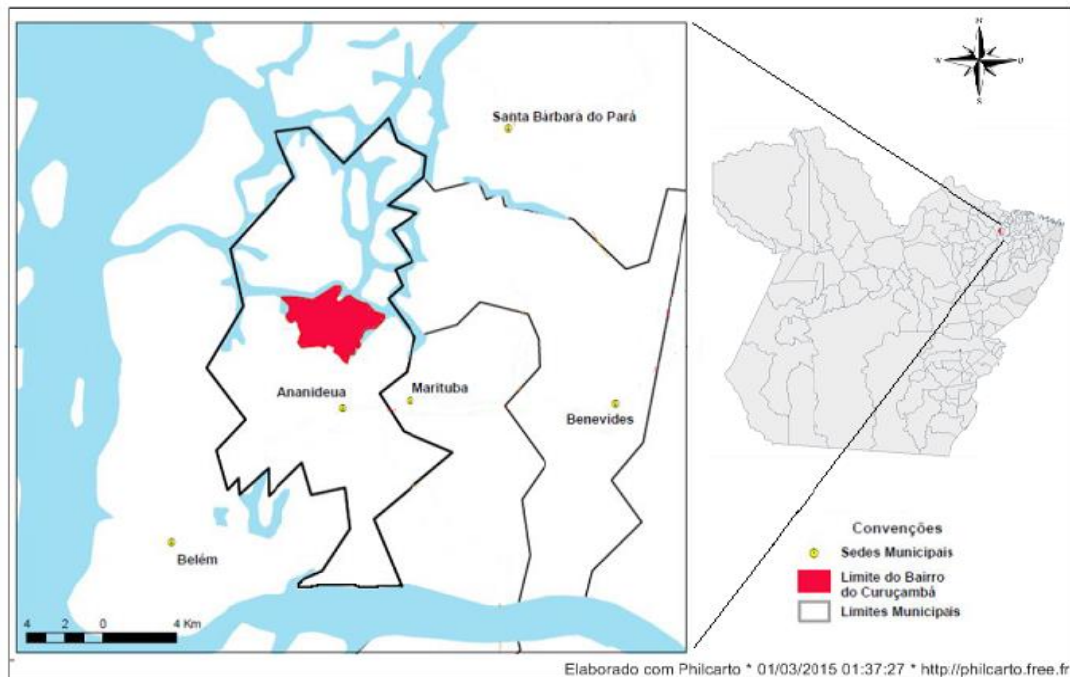 N
W
S
Santa Bárbara do Pará
Ananideua
Marituba
Benevides
Belém
4 2 0 4 Km
Convenções
Sedes Municipais
Limite do Bairro
do Curuçambá
Límites Municipais
Elaborado com Philcarto * 01/03/2015 01:37:27 * http://philcarto.free.fr